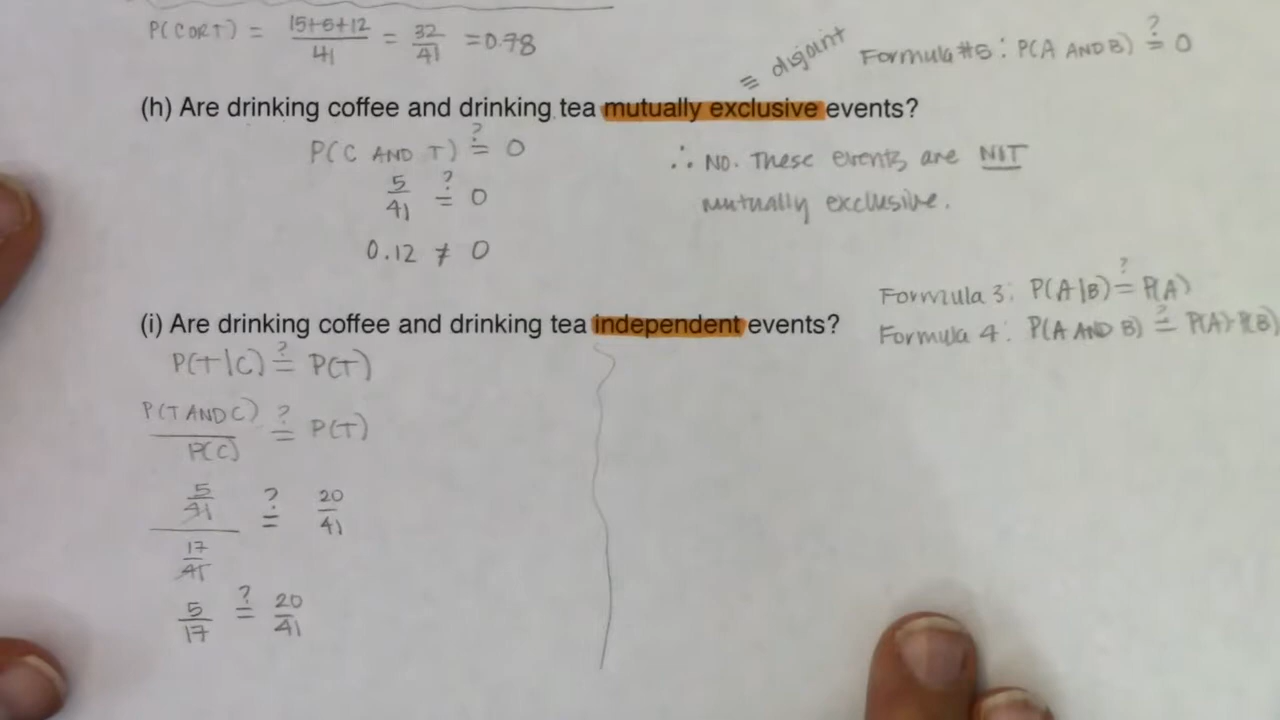 P(C OR T) = 15+5+12/41 = 32/41 = 0.78
= disjoint
Formula #5: P(A AND B) ?= 0
(h) Are drinking coffee and drinking tea mutually exclusive events?
P(C AND T) ?= 0
5/41 ?= 0
0.12 ≠ 0
∴ NO. These events are NOT
mutually exclusive.
Formula 3: P(A|B) ?= P(A)
(i) Are drinking coffee and drinking tea independent events?
Formula 4: P(A AND B) ?= P(A)·P(B)
P(T|C) ?= P(T)
P(T AND C)/P(C) ?= P(T)
5/41 / 17/41 ?= 20/41
5/17 ?= 20/41